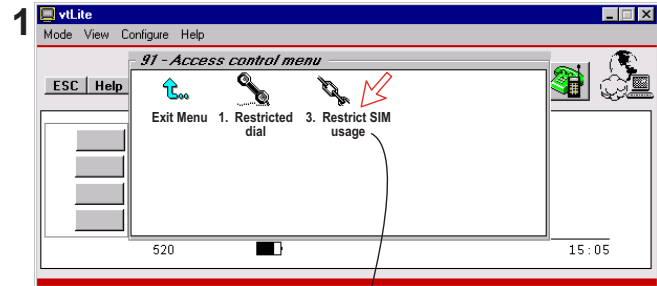 1
vtLite
Mode View Configure Help
91 - Access control menu
ESC Help
Exit Menu 1. Restricted dial 3. Restrict SIM usage
520 15:05